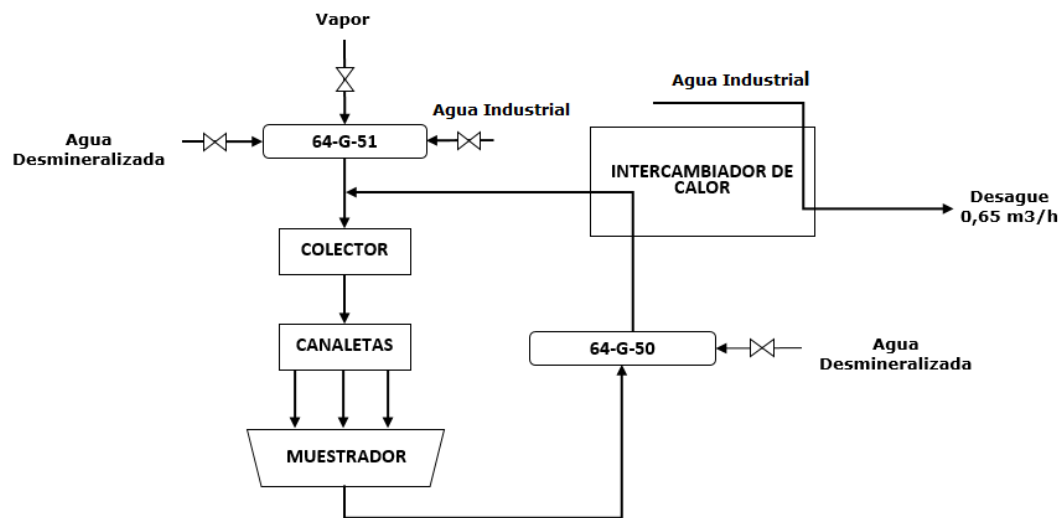 Vapor
Agua Industrial
Agua
Desmineralizada
64-G-51
Agua Industrial
INTERCAMBIADOR DE
CALOR
Desague
0,65 m3/h
COLECTOR
CANALETAS
64-G-50
Agua
Desmineralizada
MUESTRADOR